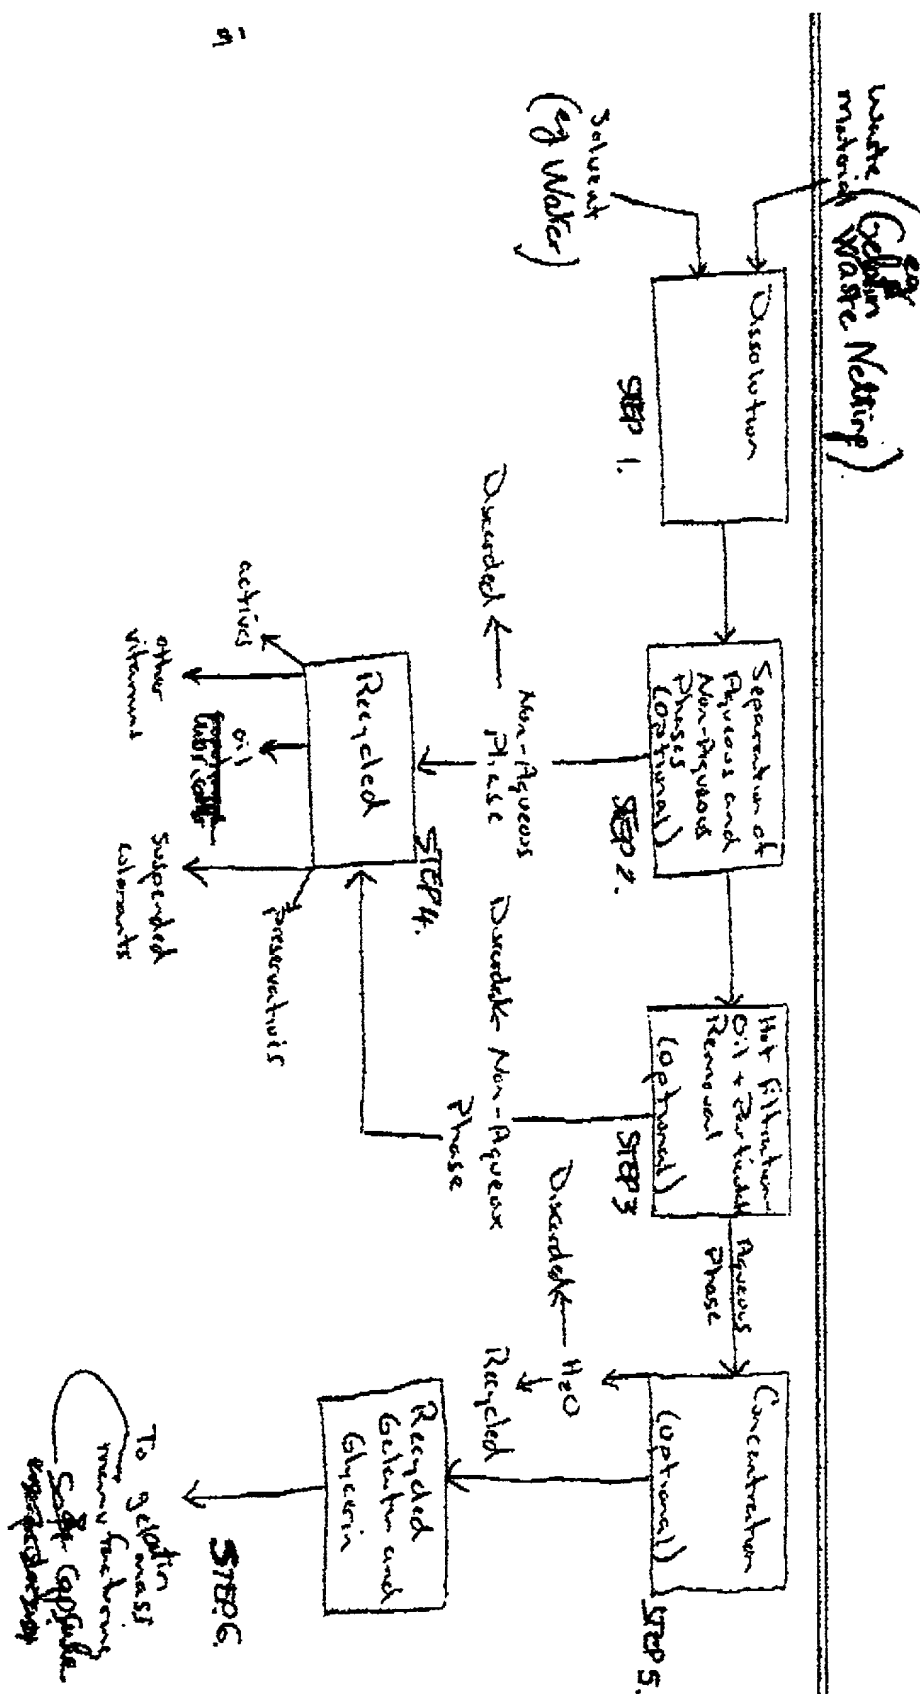 Waste
material
(eg
Gelatin
Waste Netting)
Solvent
(eg Water)
Dissolution
STEP 1.
Separation of
Aqueous and
Non-Aqueous
Phases
(optional)
STEP 2.
Hot Filtration-
Oil + Particulate
Removal
(optional)
STEP 3
Aqueous
Phase
Concentration
(optional)
STEP 5.
Discarded
Non-Aqueous
Phase
Discarded
Non-Aqueous
Phase
Discarded
H2O
Recycled
STEP 4.
Recycled
actives
other
vitamins
oil
suspended
colorants
preservatives
Recycled
Gelatin and
Glycerin
STEP 6.
To gelatin
mass
manufacturing
Soft Capsule